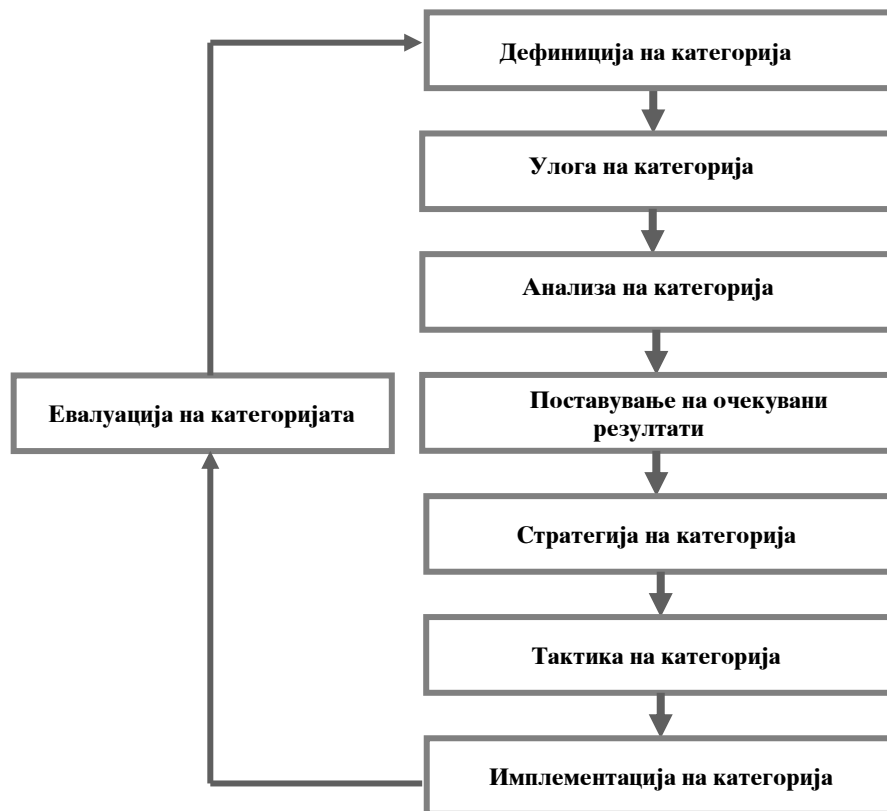 Дефиниција на категорија
Улога на категорија
Анализа на категорија
Поставување на очекувани
резултати
Евалуација на категоријата
Стратегија на категорија
Тактика на категорија
Имплементација на категорија